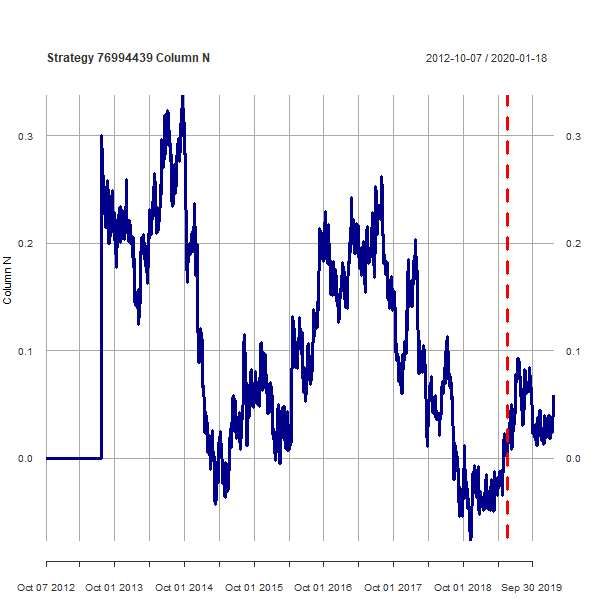 Strategy 76994439 Column N
2012-10-07 / 2020-01-18
0.3
0.3
0.2
0.2
Column N
0.1
0.1
0.0
0.0
Oct 07 2012
Oct 01 2013
Oct 01 2014
Oct 01 2015
Oct 01 2016
Oct 01 2017
Oct 01 2018
Sep 30 2019